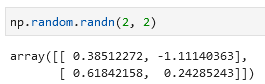 np.random.randn(2, 2)
array([[ 0.38512272, -1.11140363],
[ 0.61842158, 0.24285243]])